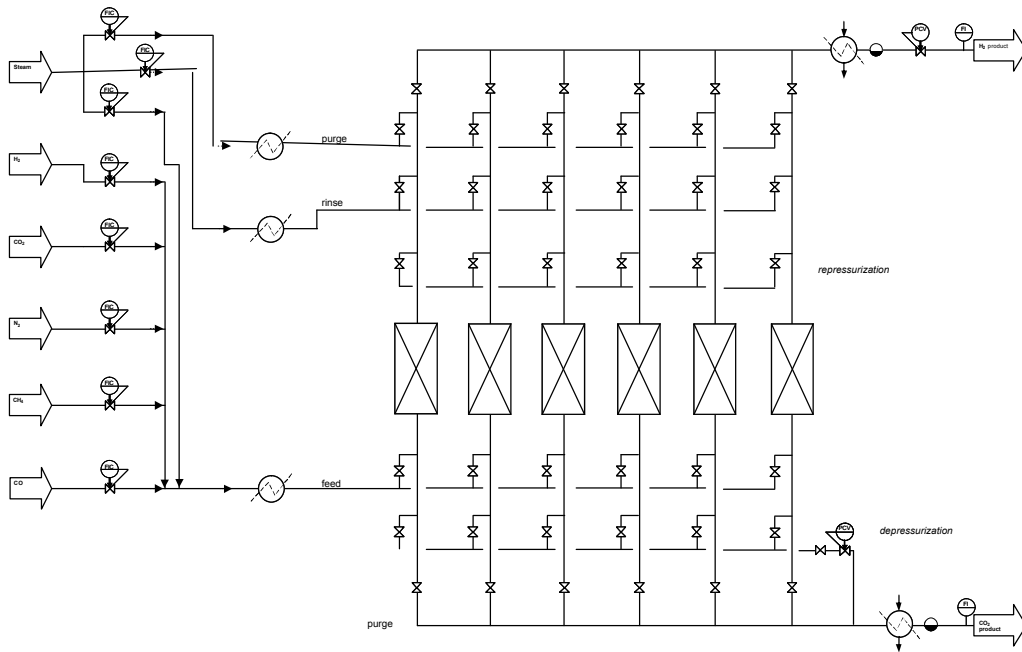 FIC
FIC
Steam
FIC
H₂
FIC
CO₂
FIC
N₂
FIC
CH₄
FIC
CO
FIC
purge
rinse
feed
purge
PCV
FI
H₂ product
repressurization
depressurization
PCV
FI
CO₂
product